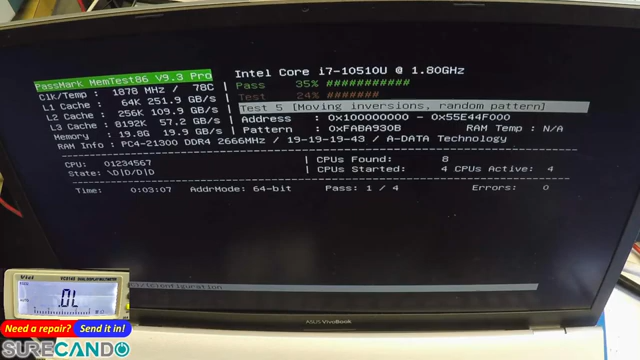 PassMark MemTest86 V9.3 Pro
Intel Core i7-10510U @ 1.80GHz
Clk/Temp : 1878 MHz / 78C
Pass 35% ###########
L1 Cache : 64K 251.9 GB/s
Test 24% #######
L2 Cache : 256K 109.9 GB/s
Test 5 [Moving inversions, random pattern]
L3 Cache : 8192K 57.2 GB/s
Address : 0x100000000 - 0x55E44F000
Memory : 19.8G 19.9 GB/s
Pattern : 0xFABA930B RAM Temp : N/A
RAM Info : PC4-21300 DDR4 2666MHz / 19-19-19-43 / A-DATA Technology
CPU: 01234567
CPUs Found: 8
State: \D|D/D|D
CPUs Started: 4 CPUs Active: 4
Time: 0:03:07 AddrMode: 64-bit Pass: 1 / 4 Errors: 0
ASUS VivoBook
.OL
Need a repair? Send it in!
SURECANDO